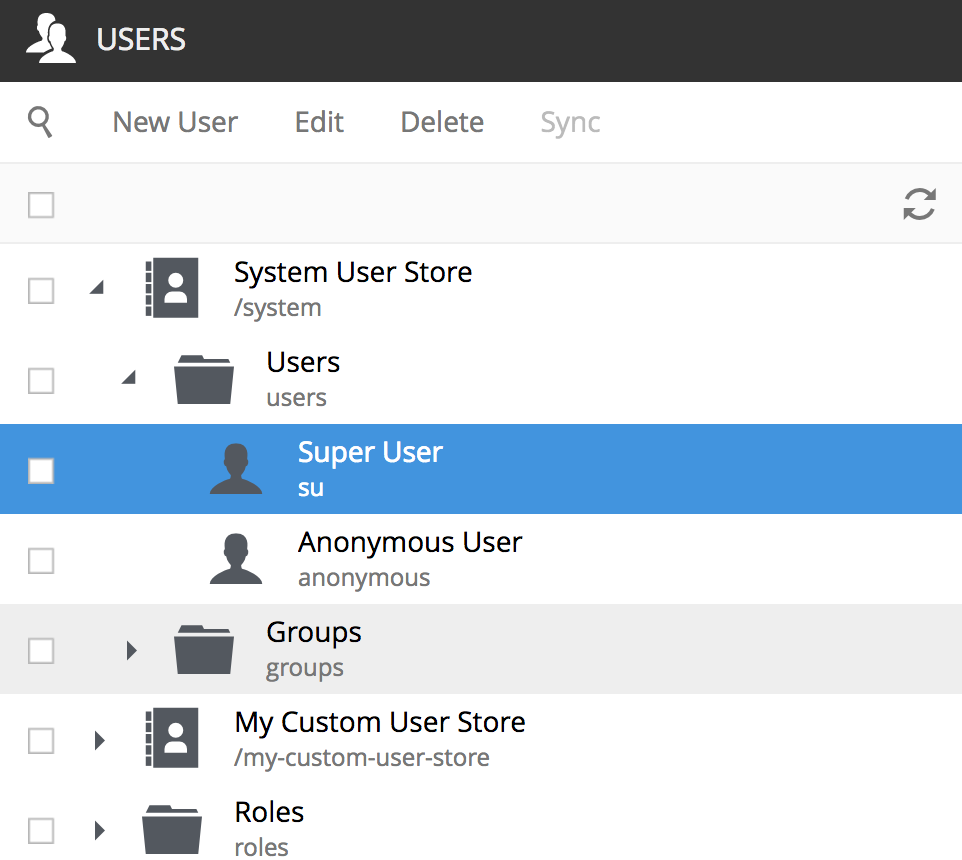 USERS
New User Edit Delete Sync
System User Store
/system
Users
users
Super User
su
Anonymous User
anonymous
Groups
groups
My Custom User Store
/my-custom-user-store
Roles
roles